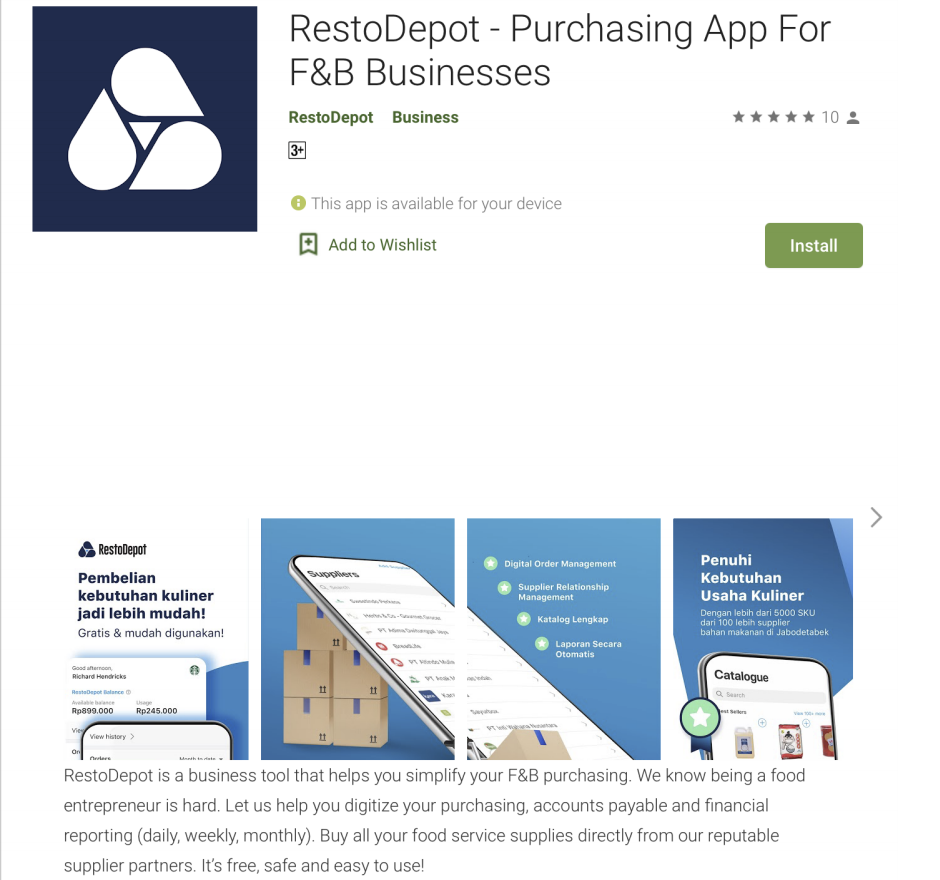 RestoDepot - Purchasing App For
F&B Businesses
RestoDepot Business
10
3+
This app is available for your device
Add to Wishlist
Install
RestoDepot
Pembelian
kebutuhan kuliner
jadi lebih mudah!
Gratis & mudah digunakan!
Good afternoon,
Richard Hendricks
RestoDepot Balance
Available balance Usage
Rp899.000 Rp245.000
View history
Orders Month to date
Suppliers
Search
Digital Order Management
Supplier Relationship
Management
Katalog Lengkap
Laporan Secara
Otomatis
Penuhi
Kebutuhan
Usaha Kuliner
Dengan lebih dari 5000 SKU
dari 100 lebih supplier
bahan makanan di Jabodetabek
Catalogue
Search
Sellers
RestoDepot is a business tool that helps you simplify your F&B purchasing. We know being a food
entrepreneur is hard. Let us help you digitize your purchasing, accounts payable and financial
reporting (daily, weekly, monthly). Buy all your food service supplies directly from our reputable
supplier partners. It’s free, safe and easy to use!